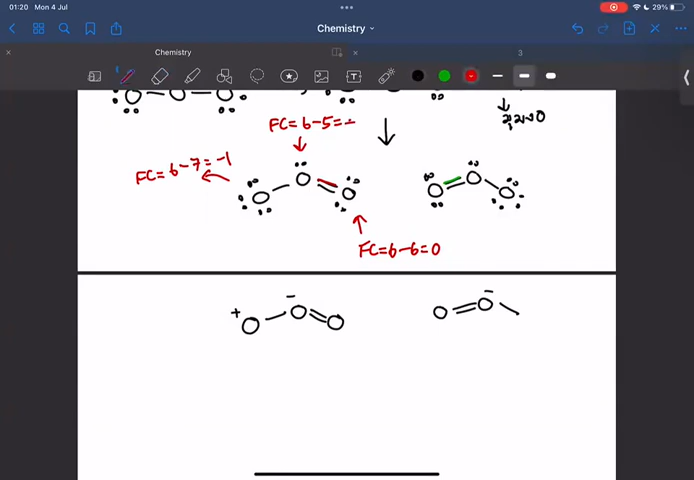 01:20 Mon 4 Jul
29%
Chemistry
Chemistry
3
FC=6-5=+
FC=6-7=-1
O O O
O O O
FC=6-6=0
+ -
O O O
-
O O